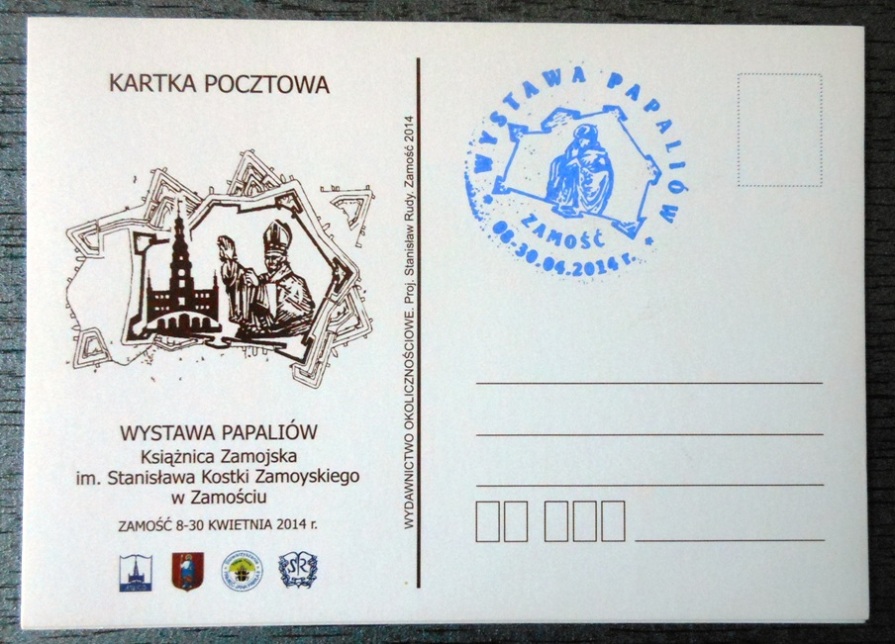 KARTKA POCZTOWA
WYSTAWA PAPALIÓW
Książnica Zamojska
im. Stanisława Kostki Zamoyskiego
w Zamościu
ZAMOŚĆ 8-30 KWIETNIA 2014 r.
WYDAWNICTWO OKOLICZNOŚCIOWE. Proj. Stanisław Rudy. Zamość 2014
* WYSTAWA PAPALIÓW *
ZAMOŚĆ
08-30.04.2014 r.